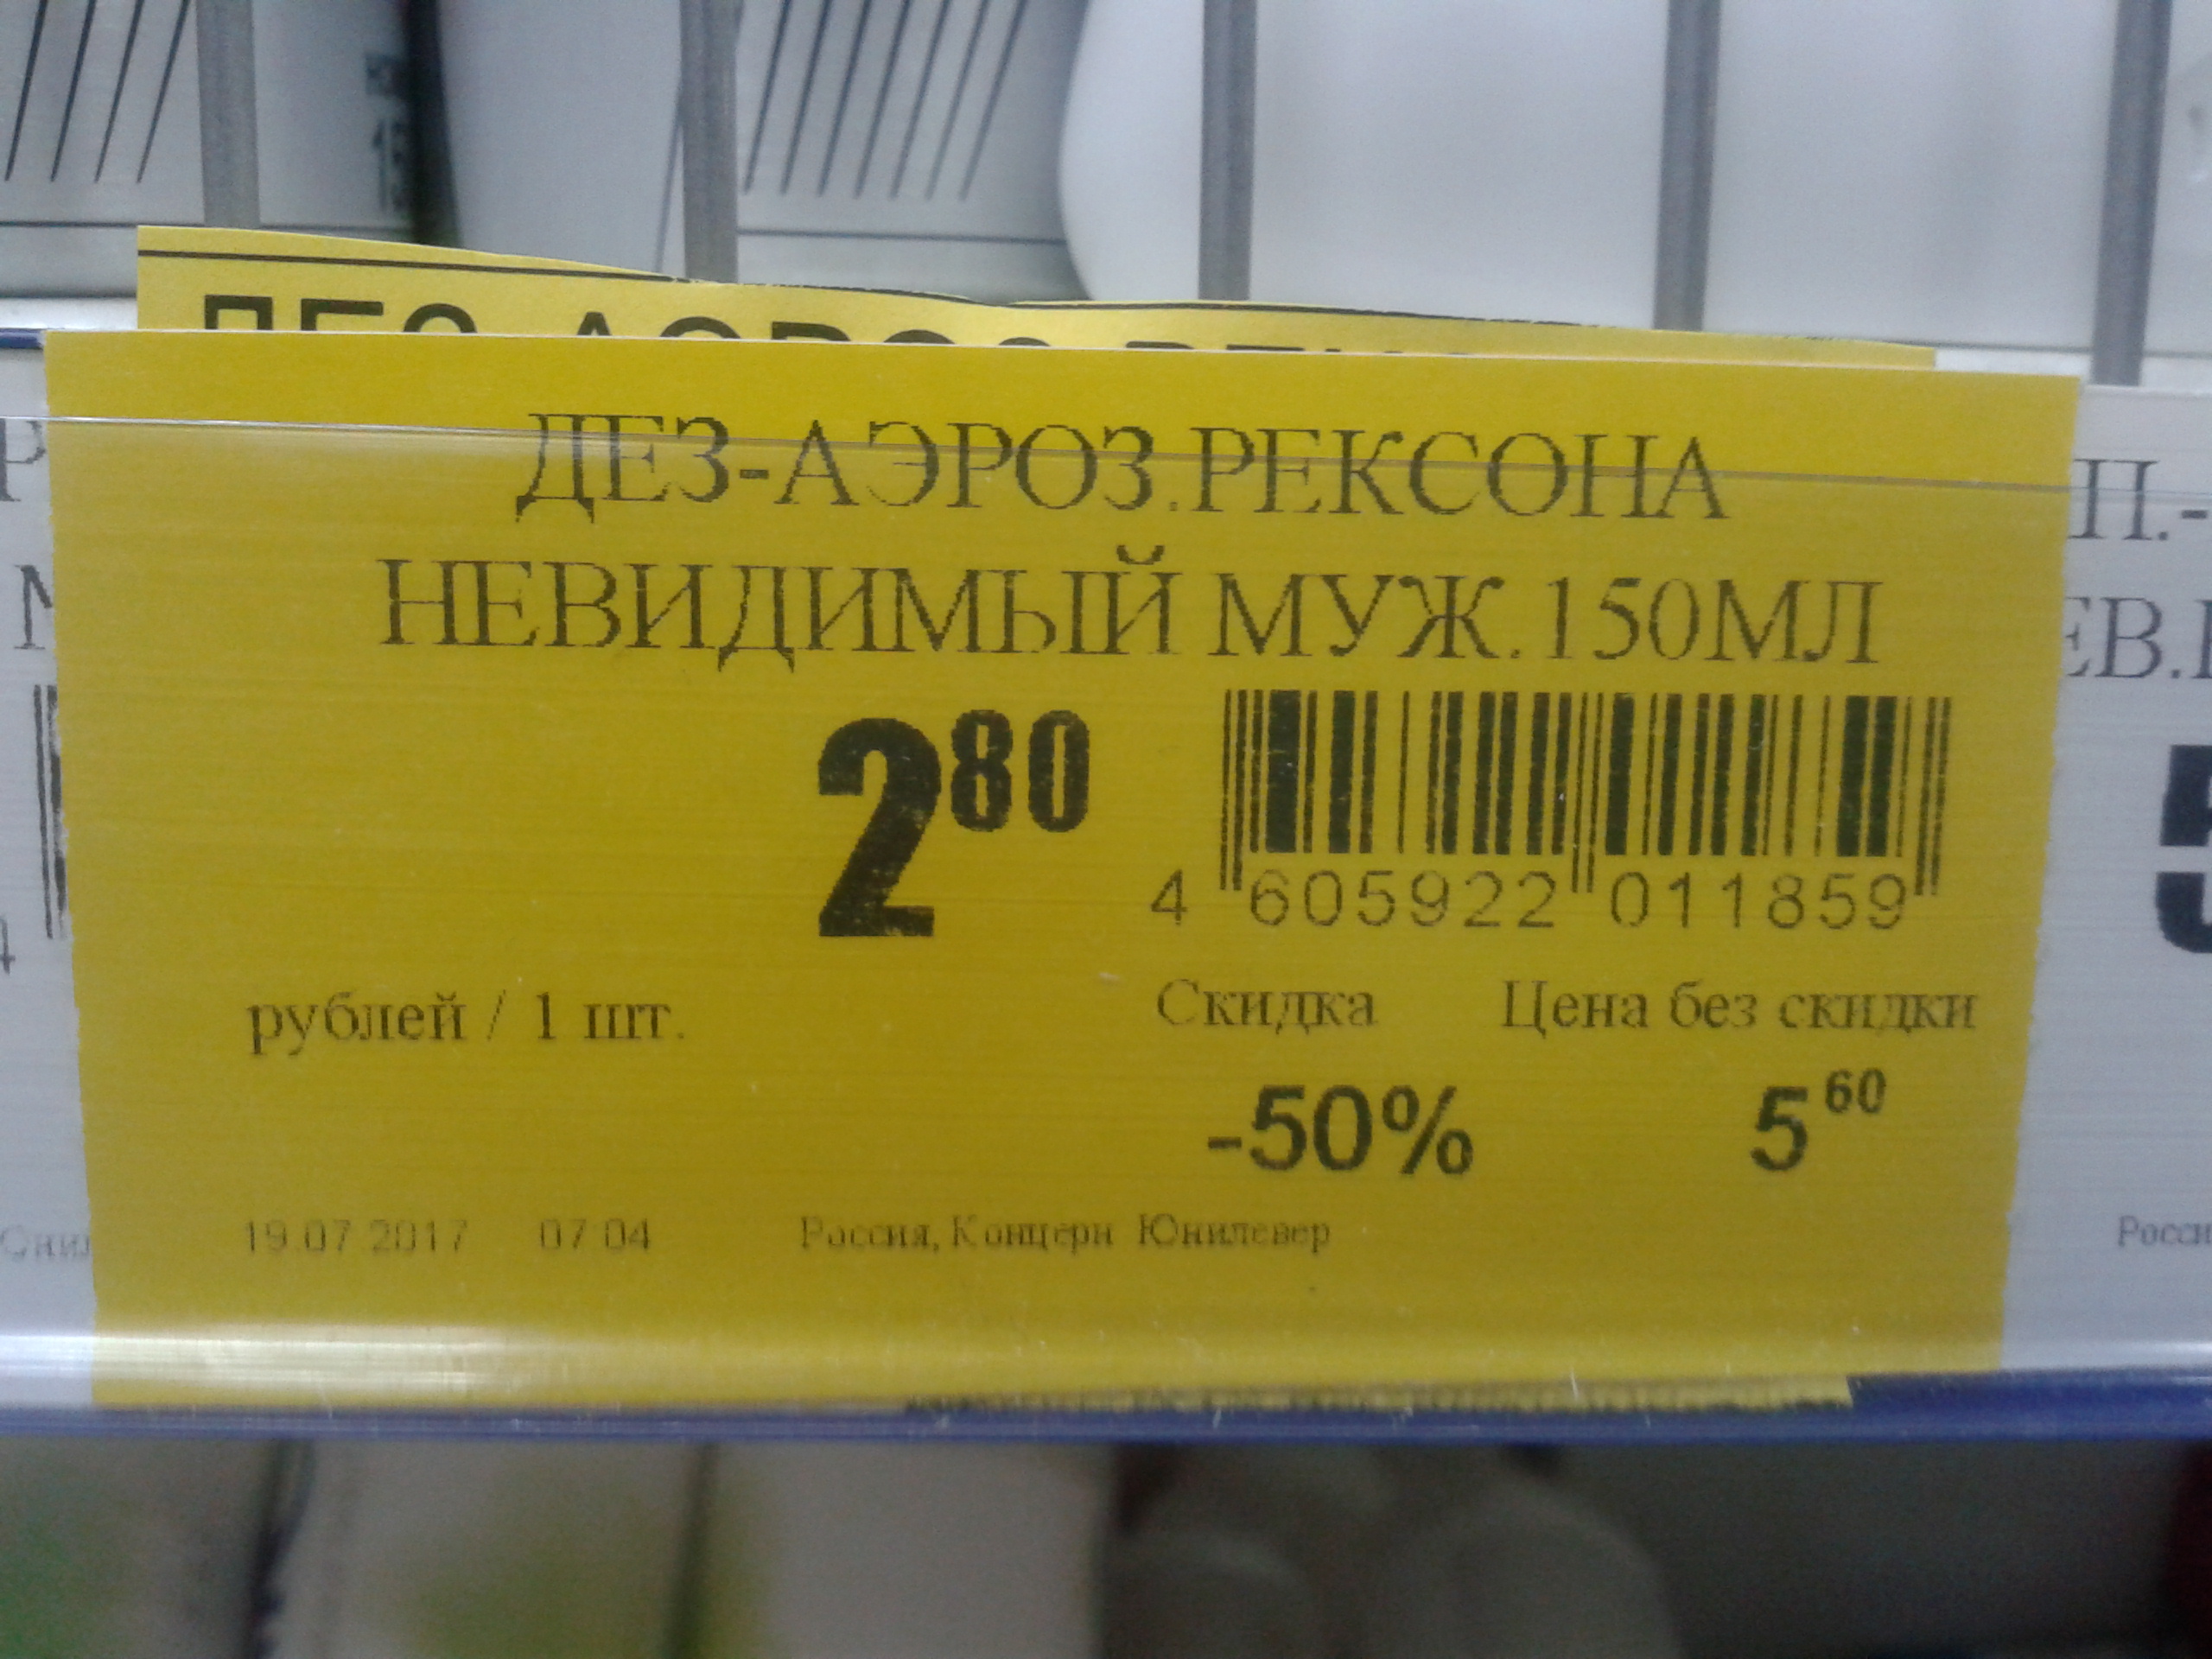 ДЕЗ-АЭРОЗ.РЕКСОНА
НЕВИДИМЫЙ МУЖ.150МЛ
2 80
4 605922 011859
рублей / 1 шт.
Скидка Цена без скидки
-50% 5 60
19.07.2017 07:04 Россия, Концерн Юнилевер